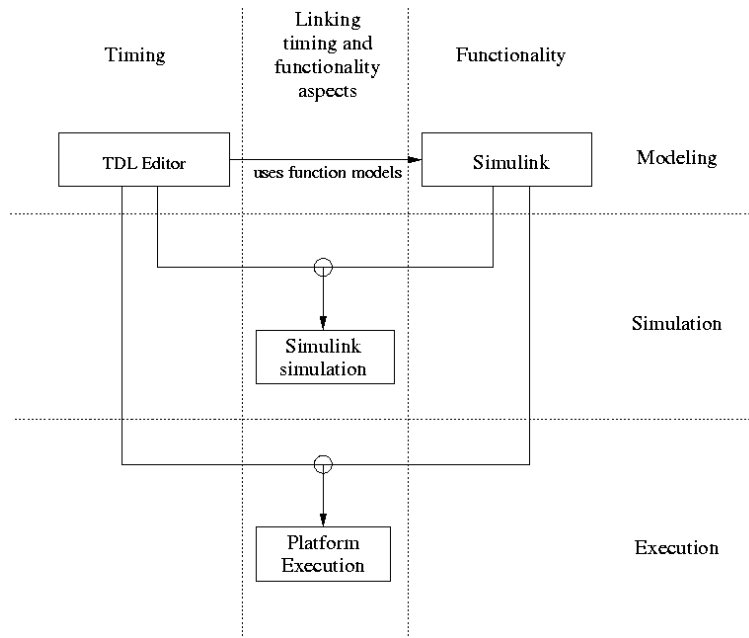 Timing
Linking
timing and
functionality
aspects
Functionality
TDL Editor
uses function models
Simulink
Modeling
Simulink
simulation
Simulation
Platform
Execution
Execution